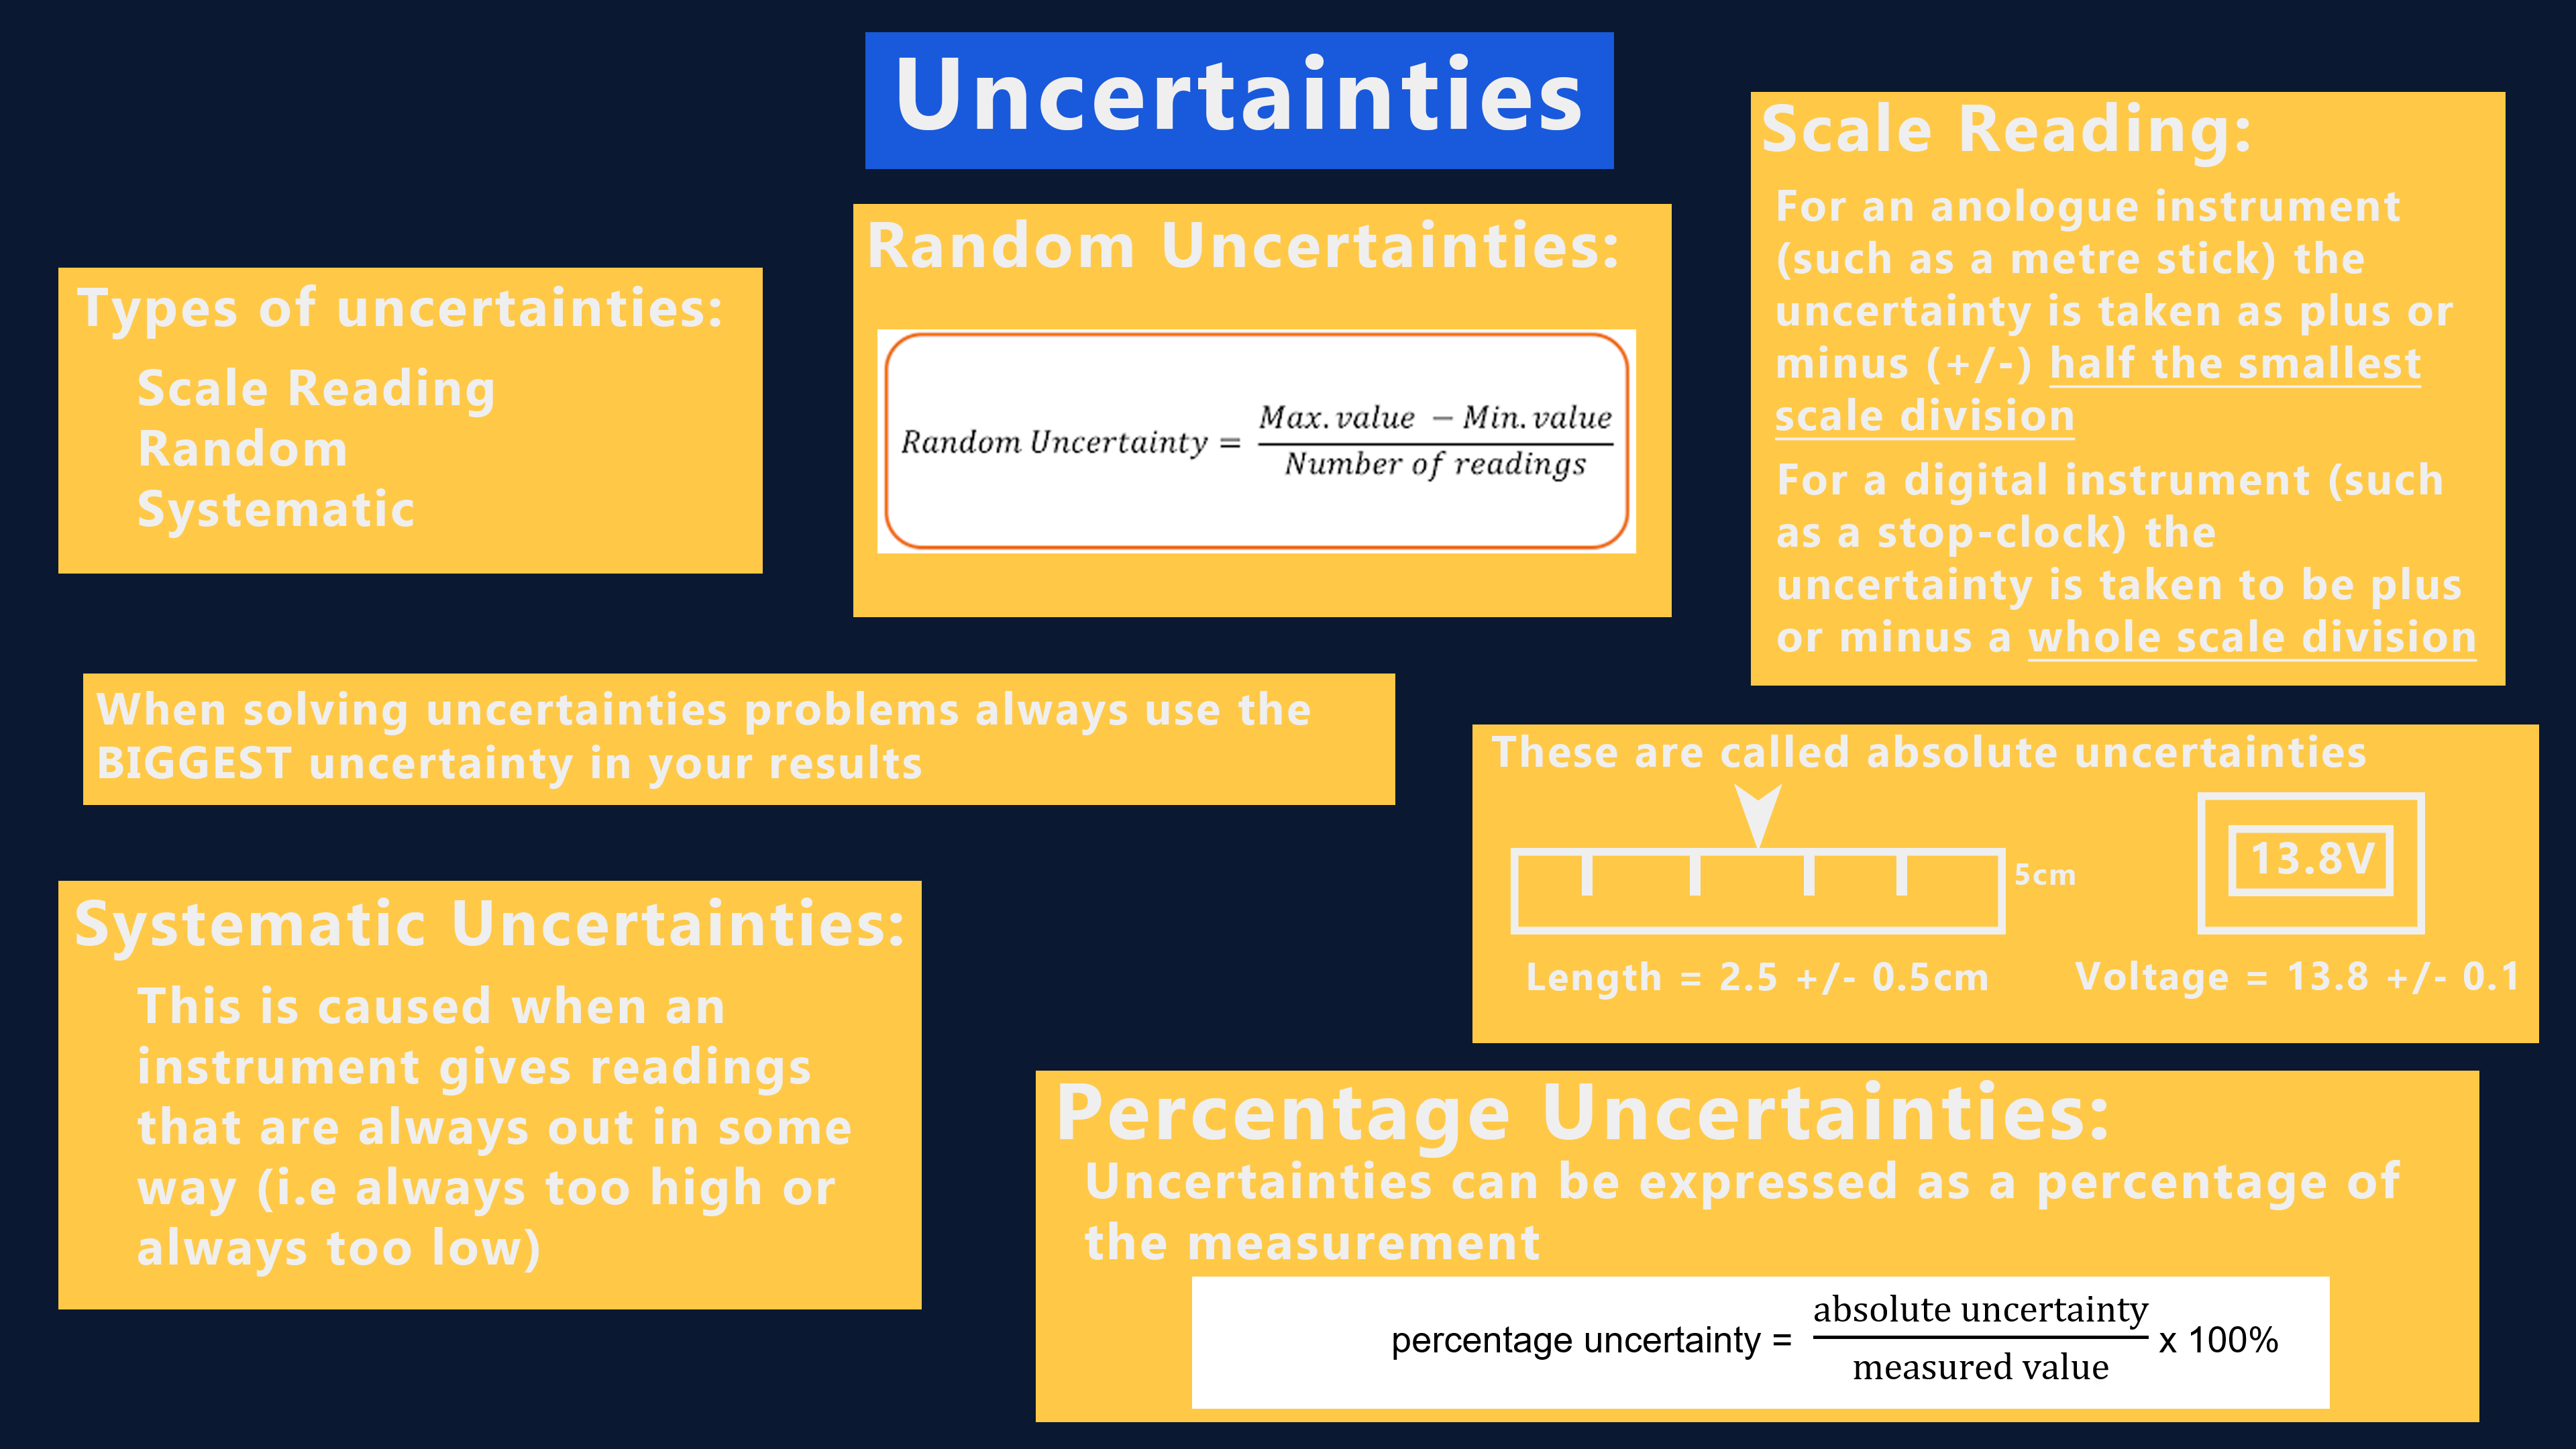 Uncertainties
Types of uncertainties:
Scale Reading
Random
Systematic
Random Uncertainties:
Random Uncertainty = Max. value − Min. value
Number of readings
Scale Reading:
For an anologue instrument
(such as a metre stick) the
uncertainty is taken as plus or
minus (+/-) half the smallest
scale division
For a digital instrument (such
as a stop-clock) the
uncertainty is taken to be plus
or minus a whole scale division
When solving uncertainties problems always use the
BIGGEST uncertainty in your results
These are called absolute uncertainties
5cm
13.8V
Length = 2.5 +/- 0.5cm
Voltage = 13.8 +/- 0.1
Systematic Uncertainties:
This is caused when an
instrument gives readings
that are always out in some
way (i.e always too high or
always too low)
Percentage Uncertainties:
Uncertainties can be expressed as a percentage of
the measurement
percentage uncertainty = absolute uncertainty x 100%
measured value